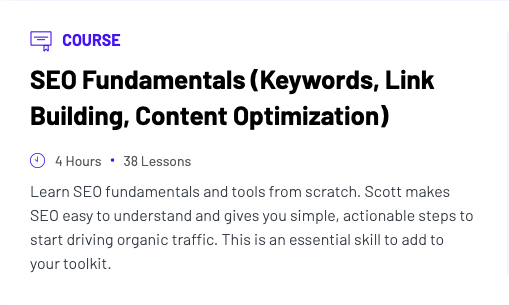 COURSE
SEO Fundamentals (Keywords, Link
Building, Content Optimization)
4 Hours • 38 Lessons
Learn SEO fundamentals and tools from scratch. Scott makes
SEO easy to understand and gives you simple, actionable steps to
start driving organic traffic. This is an essential skill to add to
your toolkit.